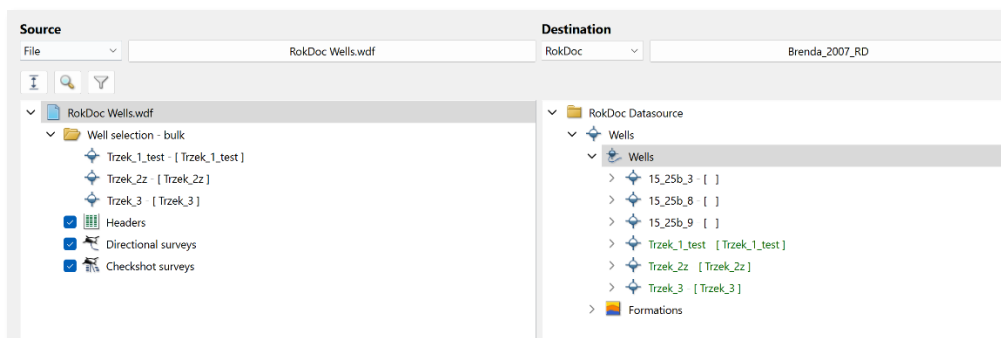 Source
File
RokDoc Wells.wdf
RokDoc Wells.wdf
Well selection - bulk
Trzek_1_test - [ Trzek_1_test ]
Trzek_2z - [ Trzek_2z ]
Trzek_3 - [ Trzek_3 ]
Headers
Directional surveys
Checkshot surveys
Destination
RokDoc
Brenda_2007_RD
RokDoc Datasource
Wells
Wells
15_25b_3 - [ ]
15_25b_8 - [ ]
15_25b_9 [ ]
Trzek_1_test [ Trzek_1_test ]
Trzek_2z [ Trzek_2z ]
Trzek_3 - [ Trzek_3 ]
Formations